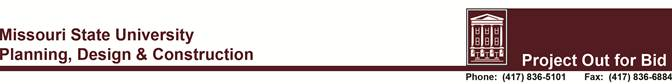 Missouri State University
Planning, Design & Construction
Project Out for Bid
Phone: (417) 836-5101 Fax: (417) 836-6884